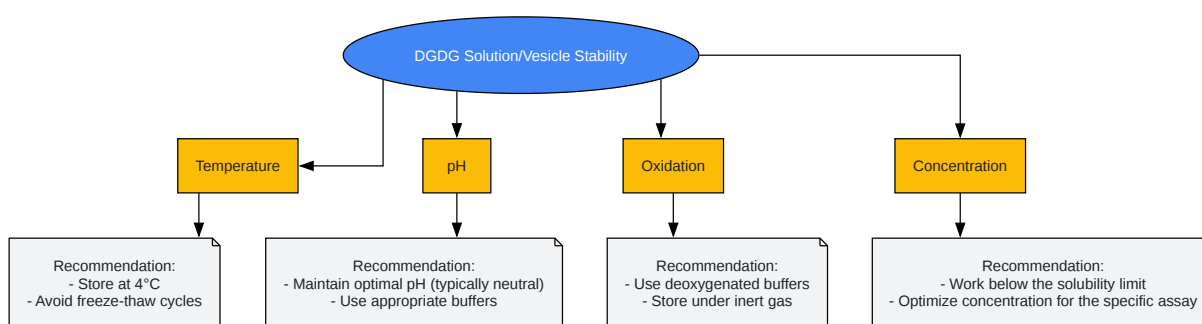 DGDG Solution/Vesicle Stability
Temperature
pH
Oxidation
Concentration
Recommendation:
- Store at 4°C
- Avoid freeze-thaw cycles
Recommendation:
- Maintain optimal pH (typically neutral)
- Use appropriate buffers
Recommendation:
- Use deoxygenated buffers
- Store under inert gas
Recommendation:
- Work below the solubility limit
- Optimize concentration for the specific assay